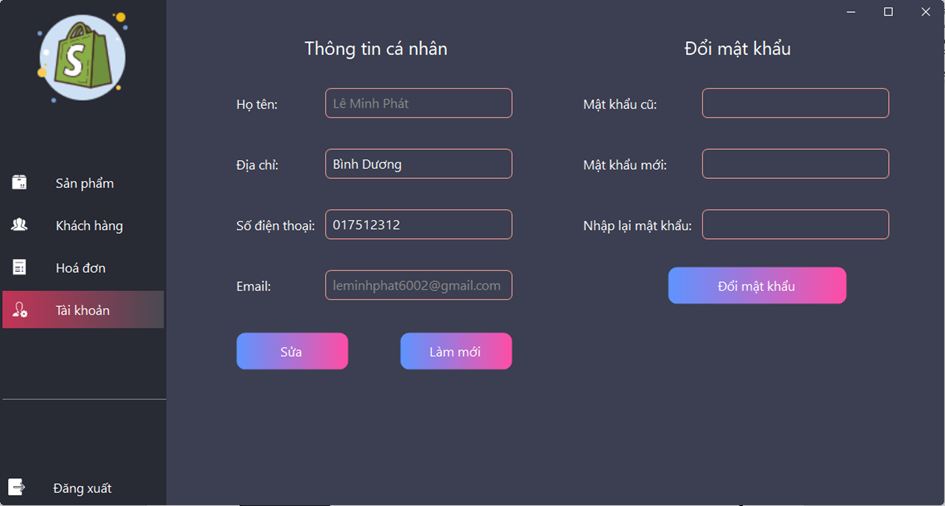 S
Sản phẩm
Khách hàng
Hoá đơn
Tài khoản
Đăng xuất
Thông tin cá nhân
Họ tên: Lê Minh Phát
Địa chỉ: Bình Dương
Số điện thoại: 017512312
Email: leminhphat6002@gmail.com
Sửa Làm mới
Đổi mật khẩu
Mật khẩu cũ:
Mật khẩu mới:
Nhập lại mật khẩu:
Đổi mật khẩu